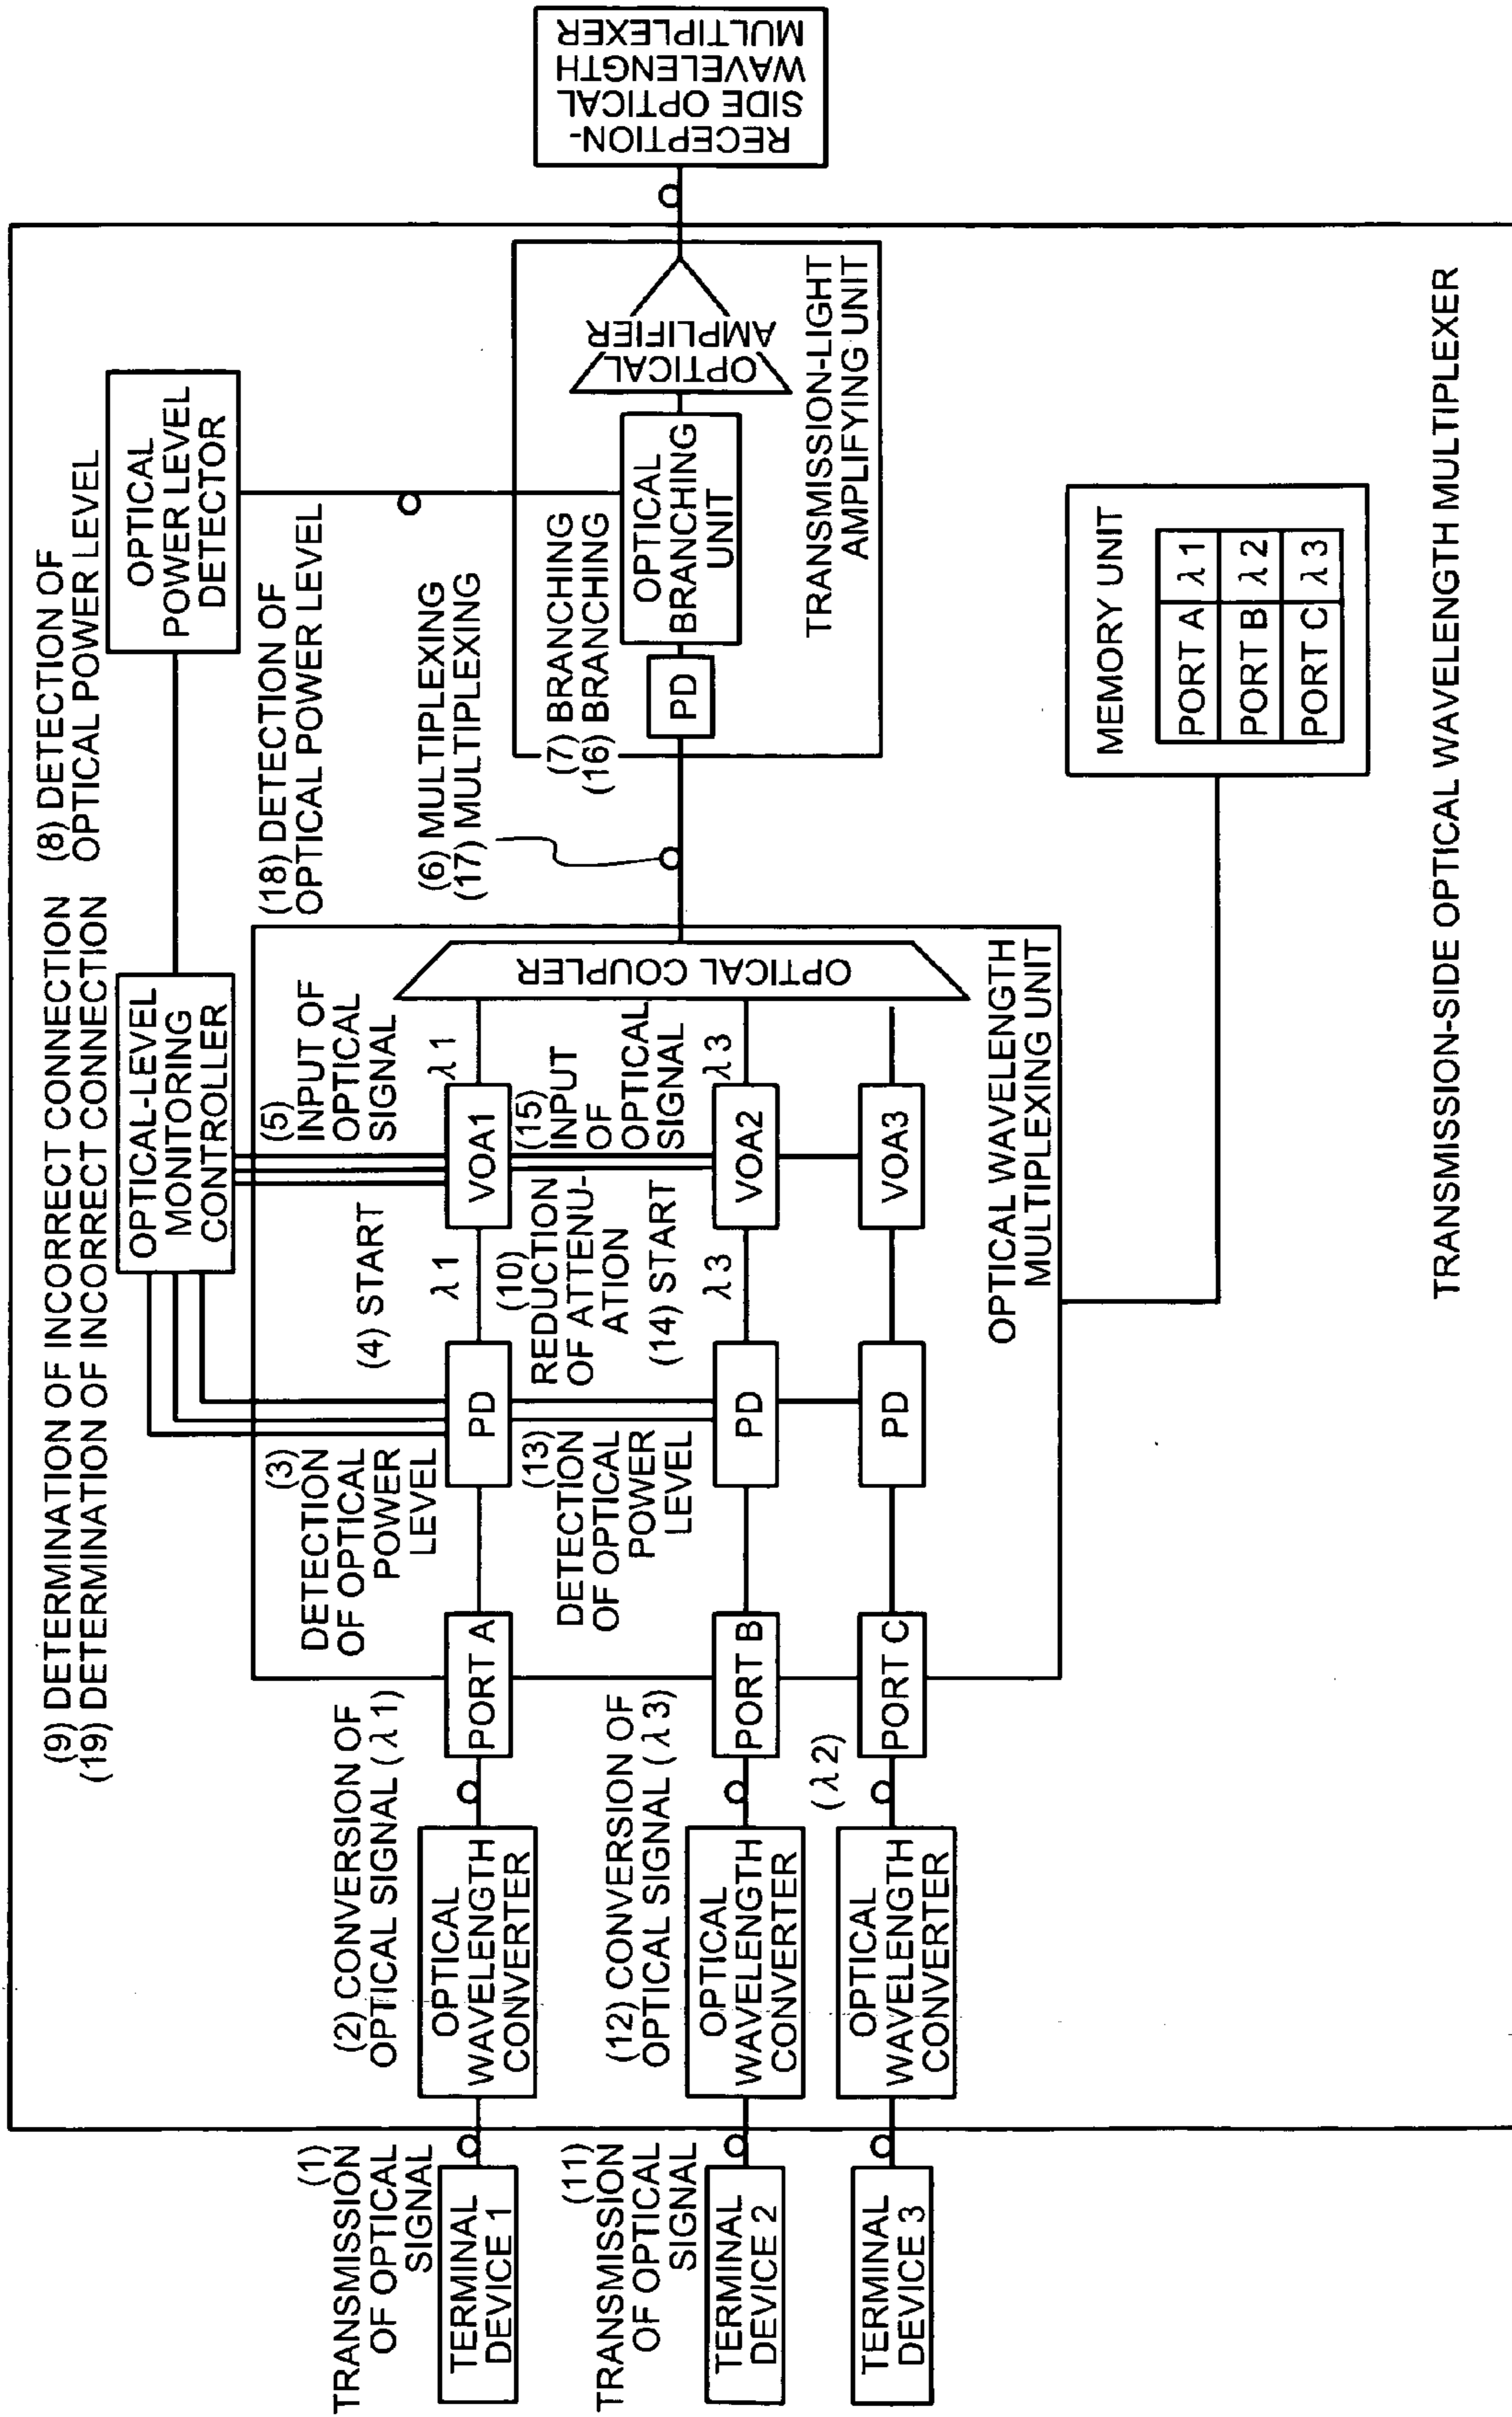 (9) DETERMINATION OF INCORRECT CONNECTION
(19) DETERMINATION OF INCORRECT CONNECTION
(8) DETECTION OF
OPTICAL POWER LEVEL
OPTICAL-LEVEL
MONITORING
CONTROLLER
OPTICAL
POWER LEVEL
DETECTOR
(18) DETECTION OF
OPTICAL POWER LEVEL
(1)
TRANSMISSION
OF OPTICAL
SIGNAL
TERMINAL
DEVICE 1
(2) CONVERSION OF
OPTICAL SIGNAL (λ1)
OPTICAL
WAVELENGTH
CONVERTER
PORT A
(3)
DETECTION
OF OPTICAL
POWER
LEVEL
PD
(4) START
λ1
(5)
INPUT OF
OPTICAL
SIGNAL
VOA1
λ1
(6) MULTIPLEXING
(17) MULTIPLEXING
(7) BRANCHING
(16) BRANCHING
(11)
TRANSMISSION
OF OPTICAL
SIGNAL
TERMINAL
DEVICE 2
(12) CONVERSION OF
OPTICAL SIGNAL (λ3)
OPTICAL
WAVELENGTH
CONVERTER
PORT B
(13)
DETECTION
OF OPTICAL
POWER
LEVEL
PD
(10)
REDUCTION
OF ATTENU-
ATION
(14) START
λ3
(15)
INPUT
OF
OPTICAL
SIGNAL
VOA2
λ3
TERMINAL
DEVICE 3
OPTICAL
WAVELENGTH
CONVERTER
(λ2)
PORT C
PD
VOA3
OPTICAL COUPLER
OPTICAL WAVELENGTH
MULTIPLEXING UNIT
PD
OPTICAL
BRANCHING
UNIT
OPTICAL
AMPLIFIER
TRANSMISSION-LIGHT
AMPLIFYING UNIT
RECEPTION-
SIDE OPTICAL
WAVELENGTH
MULTIPLEXER
MEMORY UNIT
PORT A λ1
PORT B λ2
PORT C λ3
TRANSMISSION-SIDE OPTICAL WAVELENGTH MULTIPLEXER